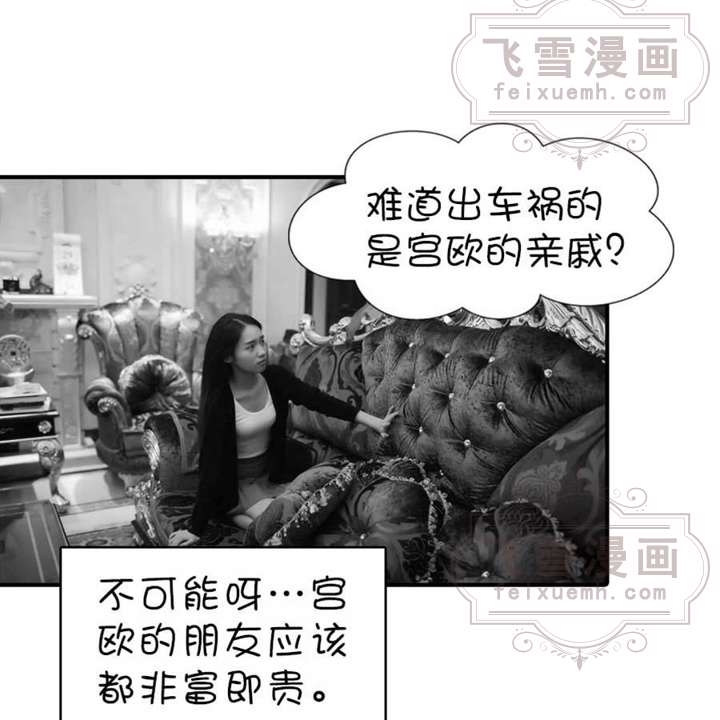 飞雪漫画
feixuemh.com
难道出车祸的
是宫欧的亲戚？
飞雪漫画
feixuemh.com
不可能呀…宫
欧的朋友应该
都非富即贵。